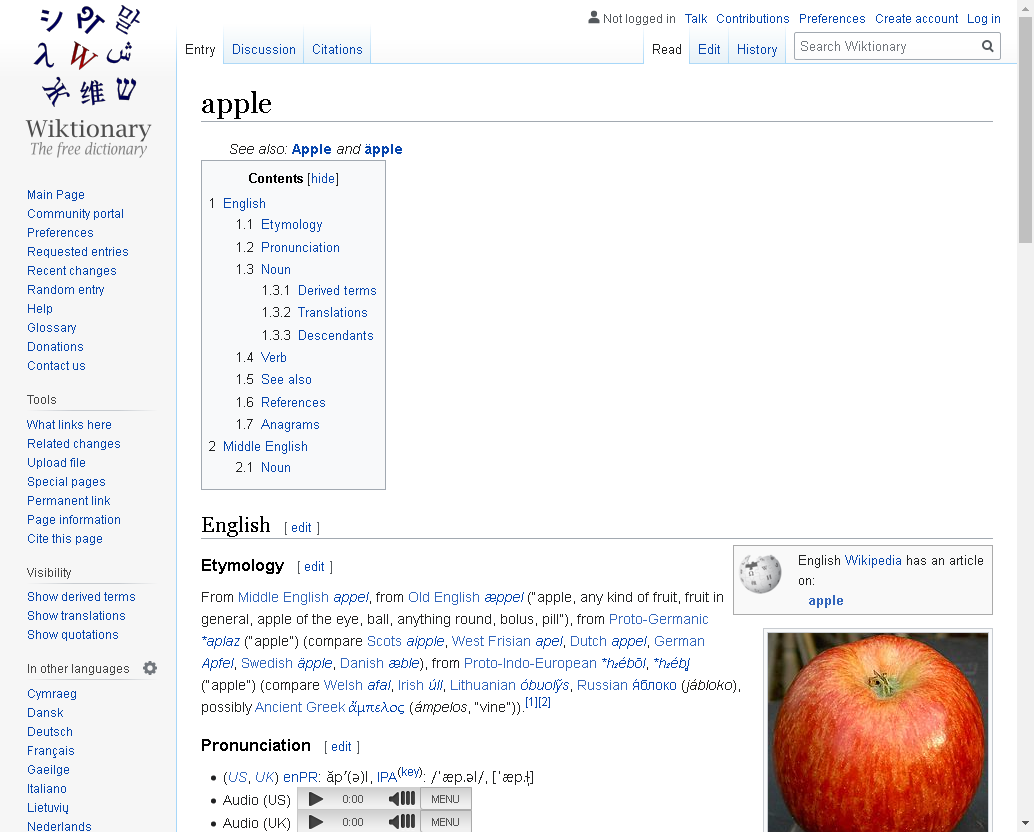 Not logged in Talk Contributions Preferences Create account Log in
Entry Discussion Citations Read Edit History Search Wiktionary
シ 말
λ W
维
Wiktionary
The free dictionary
Main Page
Community portal
Preferences
Requested entries
Recent changes
Random entry
Help
Glossary
Donations
Contact us
Tools
What links here
Related changes
Upload file
Special pages
Permanent link
Page information
Cite this page
Visibility
Show derived terms
Show translations
Show quotations
In other languages
Cymraeg
Dansk
Deutsch
Français
Gaeilge
Italiano
Lietuvių
Nederlands
apple
See also: Apple and äpple
Contents [hide]
1 English
1.1 Etymology
1.2 Pronunciation
1.3 Noun
1.3.1 Derived terms
1.3.2 Translations
1.3.3 Descendants
1.4 Verb
1.5 See also
1.6 References
1.7 Anagrams
2 Middle English
2.1 Noun
English [ edit ]
Etymology [ edit ]
From Middle English appel, from Old English æppel ("apple, any kind of fruit, fruit in
general, apple of the eye, ball, anything round, bolus, pill"), from Proto-Germanic
*aplaz ("apple") (compare Scots aipple, West Frisian apel, Dutch appel, German
Apfel, Swedish äpple, Danish æble), from Proto-Indo-European *h₂ébōl, *h₂ébl̥
("apple") (compare Welsh afal, Irish úll, Lithuanian óbuolỹs, Russian я́блоко (jábloko),
possibly Ancient Greek ἄμπελος (ámpelos, "vine")).[1][2]
English Wikipedia has an article
on:
apple
Pronunciation [ edit ]
• (US, UK) enPR: ăp′(ə)l, IPA(key): /ˈæp.əl/, [ˈæp.ɫ̩]
• Audio (US) 0:00 MENU
• Audio (UK) 0:00 MENU